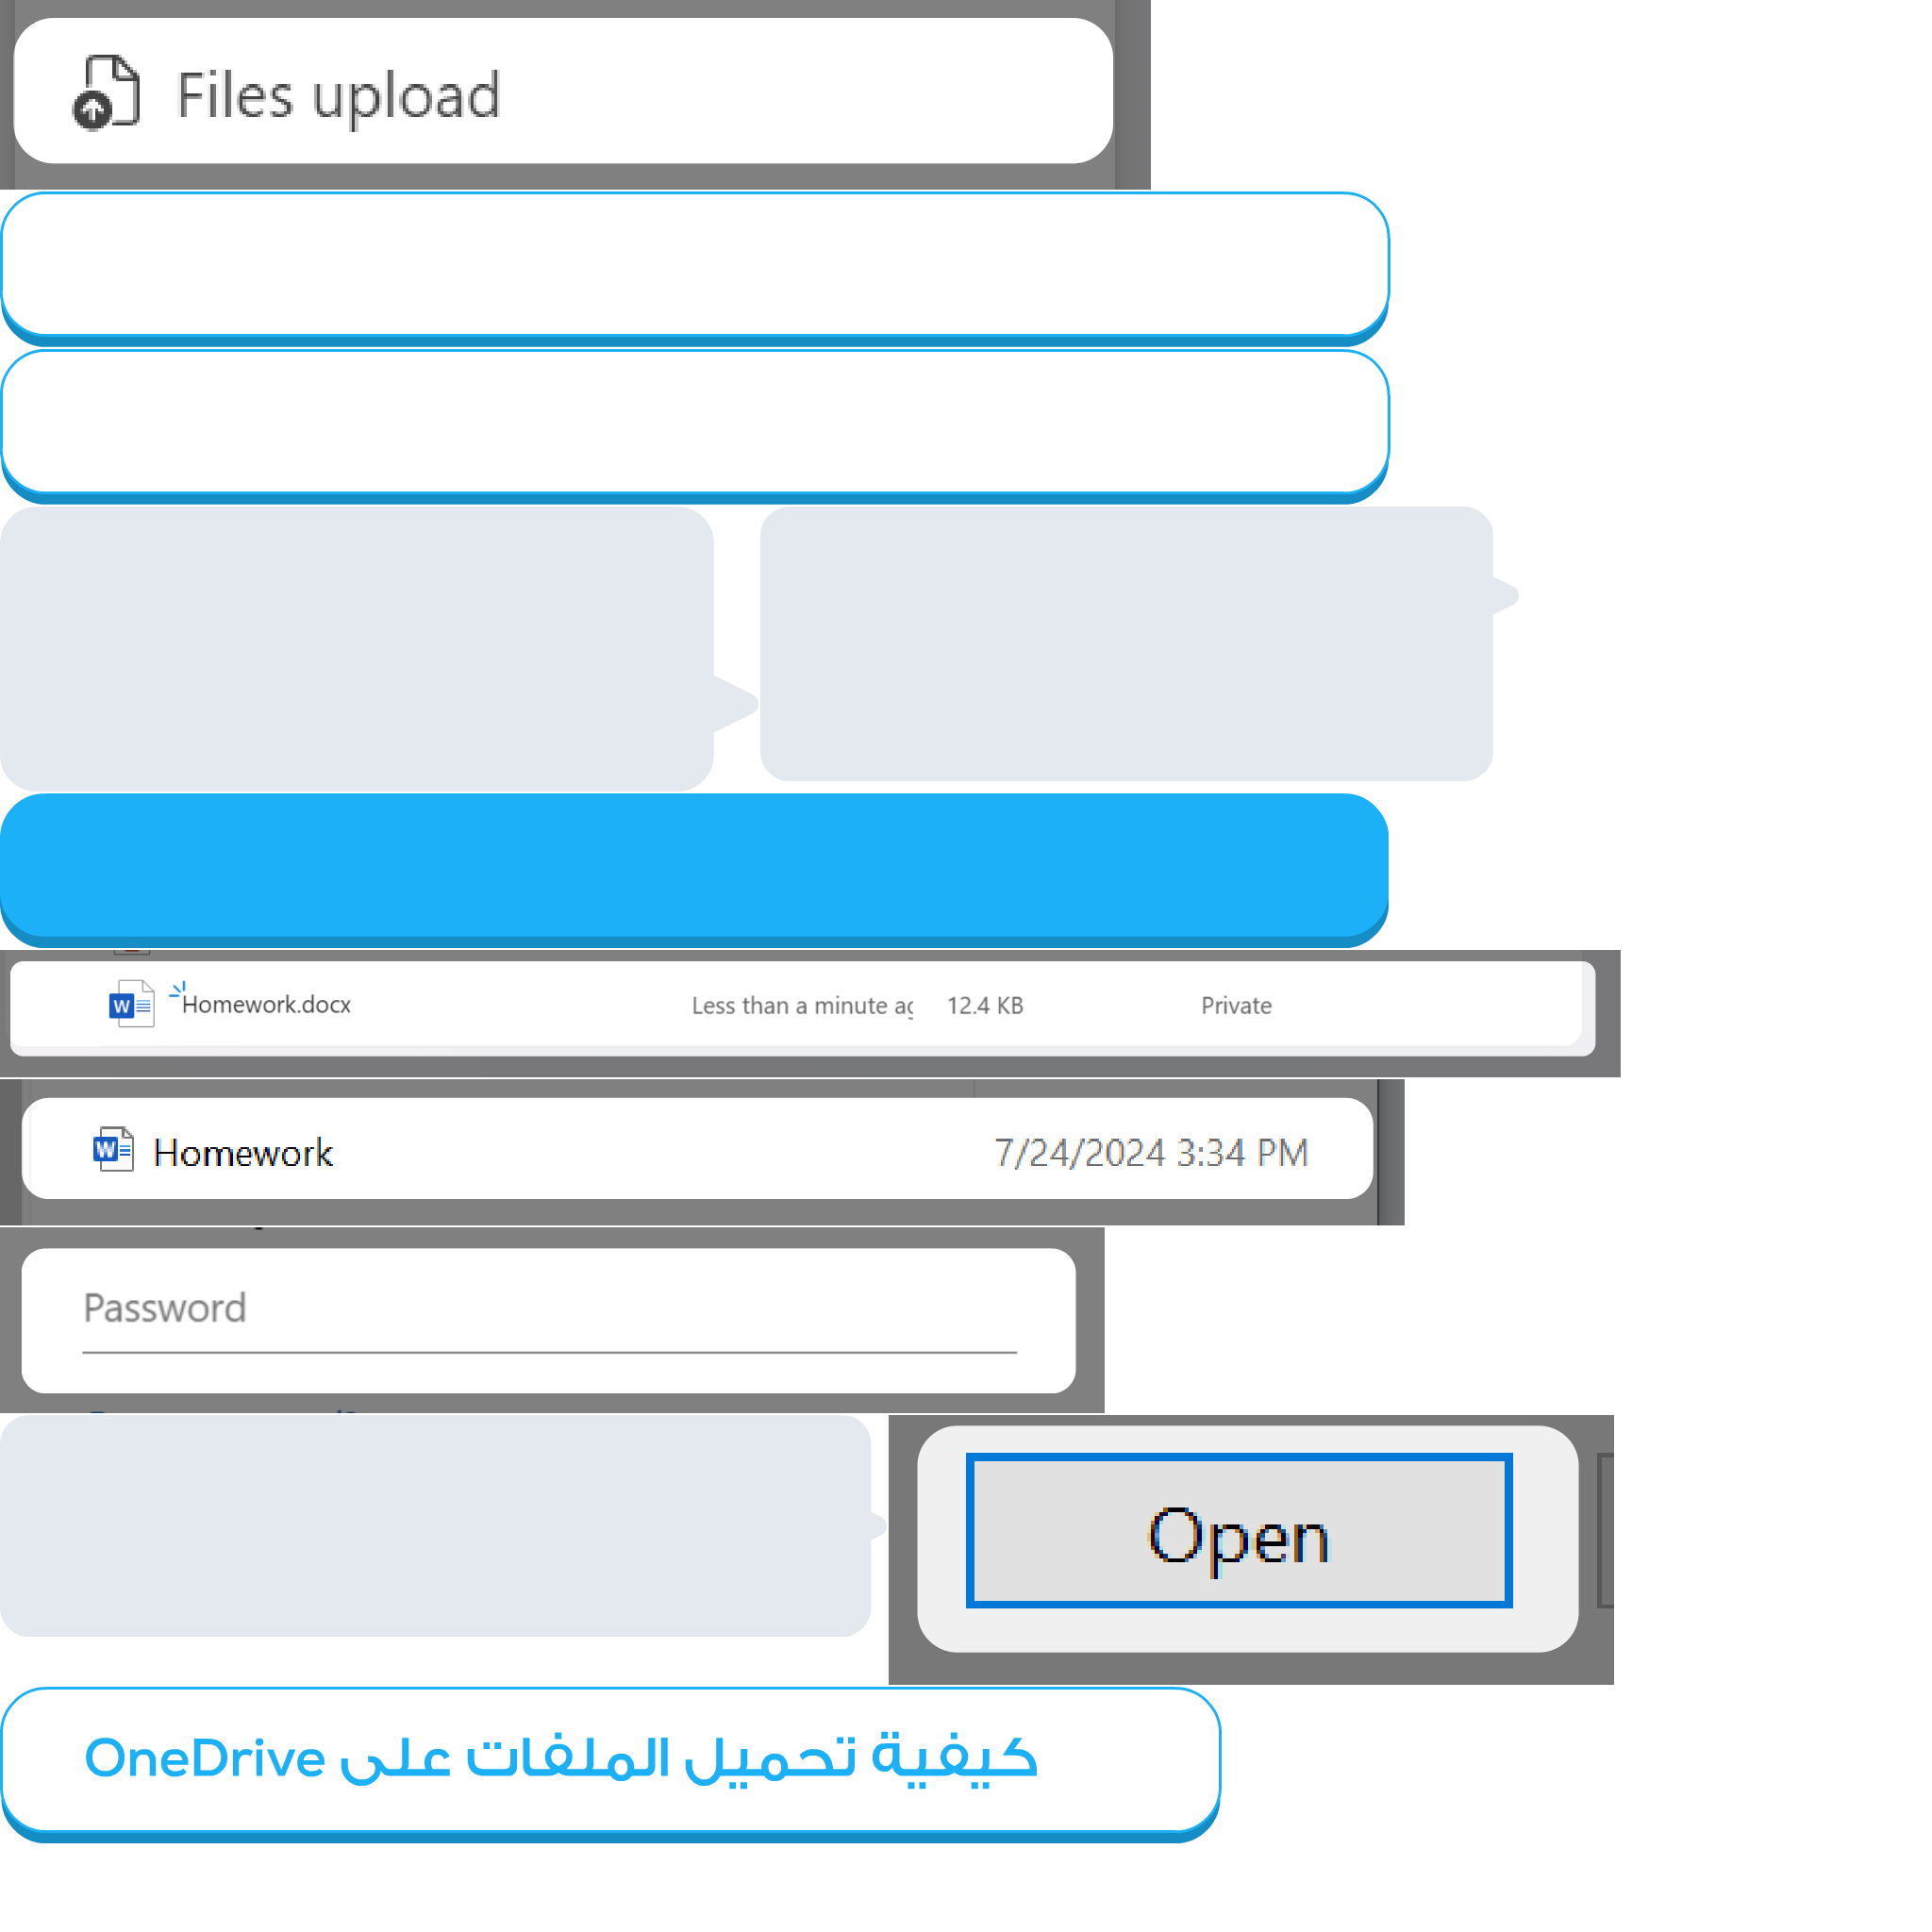 Files upload
Homework.docx Less than a minute ag 12.4 KB Private
Homework 7/24/2024 3:34 PM
Password
Open
كيفية تحميل الملفات على OneDrive